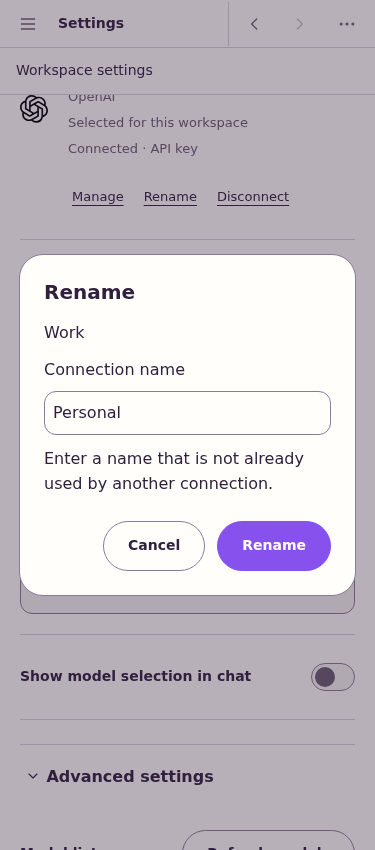 Settings
Workspace settings
OpenAI
Selected for this workspace
Connected · API key
Manage Rename Disconnect
Rename
Work
Connection name
Personal
Enter a name that is not already
used by another connection.
Cancel Rename
Show model selection in chat
Advanced settings